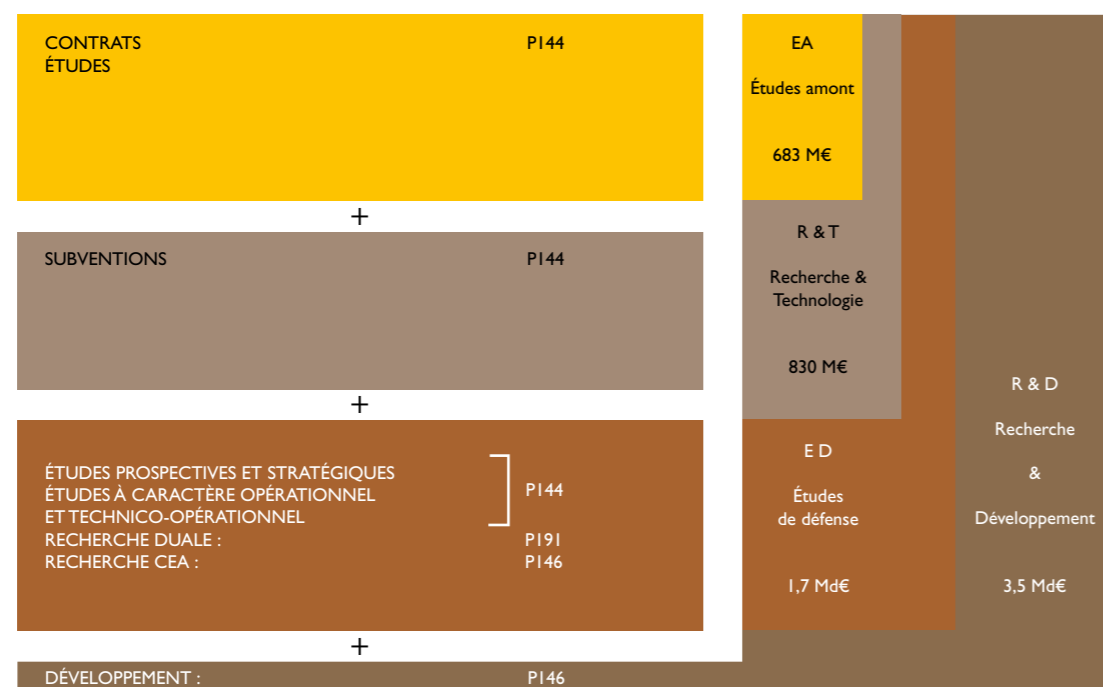 CONTRATS P144
ÉTUDES
+
SUBVENTIONS P144
+
ÉTUDES PROSPECTIVES ET STRATÉGIQUES
ÉTUDES À CARACTÈRE OPÉRATIONNEL P144
ET TECHNICO-OPÉRATIONNEL
RECHERCHE DUALE : P191
RECHERCHE CEA : P146
+
DÉVELOPPEMENT : P146
EA
Études amont
683 M€
R & T
Recherche &
Technologie
830 M€
E D
Études
de défense
1,7 Md€
R & D
Recherche
&
Développement
3,5 Md€